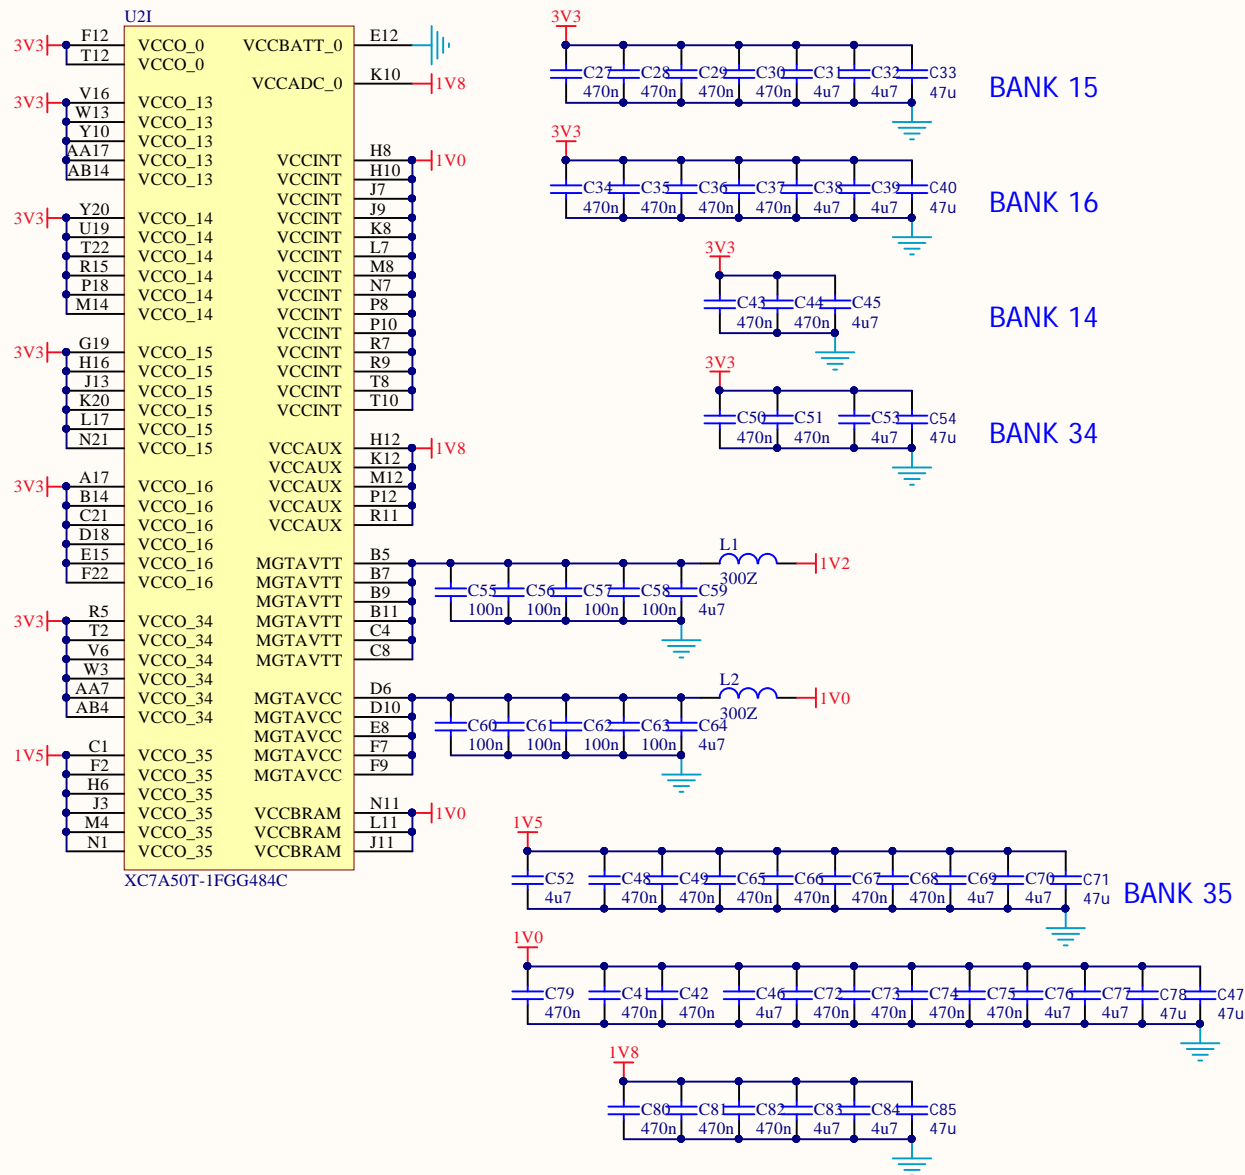 U2I
3V3 F12 VCCO_0
T12 VCCO_0
3V3 V16 VCCO_13
W13 VCCO_13
Y10 VCCO_13
AA17 VCCO_13
AB14 VCCO_13
3V3 Y20 VCCO_14
U19 VCCO_14
T22 VCCO_14
R15 VCCO_14
P18 VCCO_14
M14 VCCO_14
3V3 G19 VCCO_15
H16 VCCO_15
J13 VCCO_15
K20 VCCO_15
L17 VCCO_15
N21 VCCO_15
3V3 A17 VCCO_16
B14 VCCO_16
C21 VCCO_16
D18 VCCO_16
E15 VCCO_16
F22 VCCO_16
3V3 R5 VCCO_34
T2 VCCO_34
V6 VCCO_34
W3 VCCO_34
AA7 VCCO_34
AB4 VCCO_34
1V5 C1 VCCO_35
F2 VCCO_35
H6 VCCO_35
J3 VCCO_35
M4 VCCO_35
N1 VCCO_35
VCCBATT_0 E12
VCCADC_0 K10 1V8
VCCINT H8 1V0
VCCINT H10
VCCINT J7
VCCINT J9
VCCINT K8
VCCINT L7
VCCINT M8
VCCINT N7
VCCINT P8
VCCINT P10
VCCINT R7
VCCINT R9
VCCINT T8
VCCINT T10
VCCAUX H12 1V8
VCCAUX K12
VCCAUX M12
VCCAUX P12
VCCAUX R11
MGTAVTT B5
MGTAVTT B7
MGTAVTT B9
MGTAVTT B11
MGTAVTT C4
MGTAVTT C8
MGTAVCC D6
MGTAVCC D10
MGTAVCC E8
MGTAVCC F7
MGTAVCC F9
VCCBRAM N11 1V0
VCCBRAM L11
VCCBRAM J11
XC7A50T-1FGG484C
3V3
C27 C28 C29 C30 C31 C32 C33
470n 470n 470n 470n 4u7 4u7 47u
BANK 15
3V3
C34 C35 C36 C37 C38 C39 C40
470n 470n 470n 470n 4u7 4u7 47u
BANK 16
3V3
C43 C44 C45
470n 470n 4u7
BANK 14
3V3
C50 C51 C53 C54
470n 470n 4u7 47u
BANK 34
L1
300Z
1V2
C55 C56 C57 C58 C59
100n 100n 100n 100n 4u7
L2
300Z
1V0
C60 C61 C62 C63 C64
100n 100n 100n 100n 4u7
1V5
C52 C48 C49 C65 C66 C67 C68 C69 C70 C71
4u7 470n 470n 470n 470n 470n 470n 4u7 4u7 47u
BANK 35
1V0
C79 C41 C42 C46 C72 C73 C74 C75 C76 C77 C78 C47
470n 470n 470n 4u7 470n 470n 470n 470n 4u7 4u7 47u 47u
1V8
C80 C81 C82 C83 C84 C85
470n 470n 470n 4u7 4u7 47u